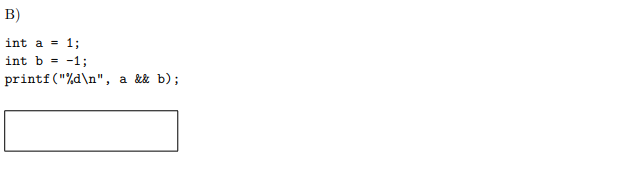 B)
int a = 1;
int b = -1;
printf("%d\n", a && b);